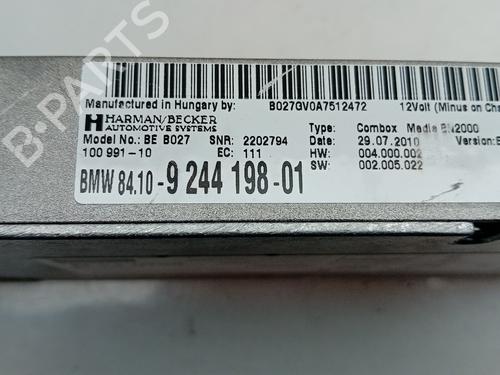 Manufactured in Hungary by: B027GV0A7512472 12Volt (Minus on
HARMAN/BECKER
AUTOMOTIVE SYSTEMS
Type: Combox Media BN2000
Model No.: BE B027 SNR: 2202794 Date: 29.07.2010 Version:
100 991-10 EC: 111 HW: 004.000.002
SW: 002.005.022
BMW 84.10-9 244 198-01
B-PARTS